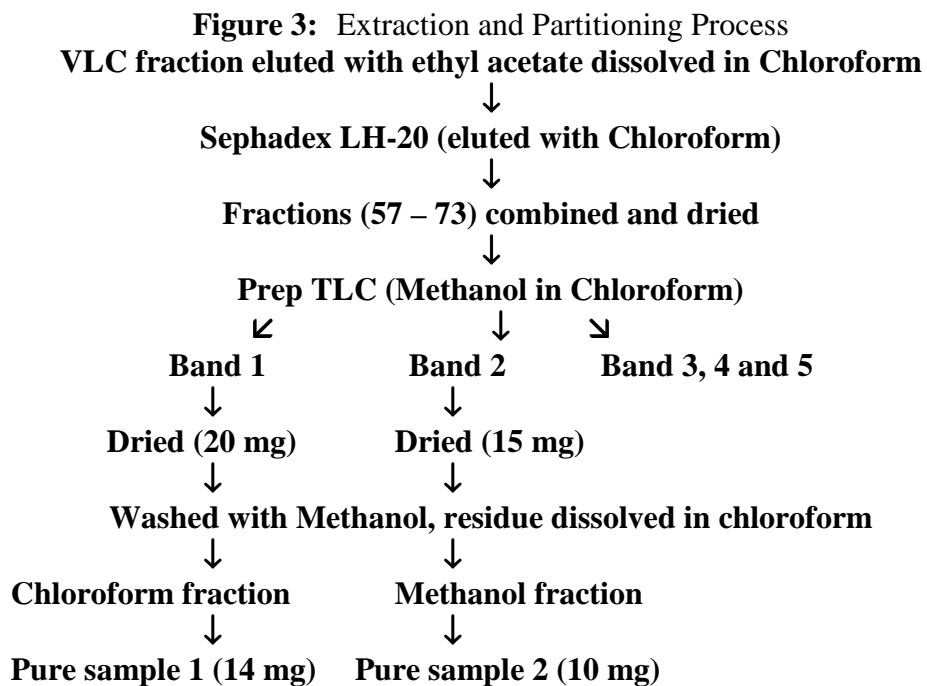 Figure 3: Extraction and Partitioning Process
VLC fraction eluted with ethyl acetate dissolved in Chloroform
↓
Sephadex LH-20 (eluted with Chloroform)
↓
Fractions (57 – 73) combined and dried
↓
Prep TLC (Methanol in Chloroform)
↙ ↓ ↘
Band 1 Band 2 Band 3, 4 and 5
↓ ↓
Dried (20 mg) Dried (15 mg)
↓ ↓
Washed with Methanol, residue dissolved in chloroform
↓ ↓
Chloroform fraction Methanol fraction
↓ ↓
Pure sample 1 (14 mg) Pure sample 2 (10 mg)